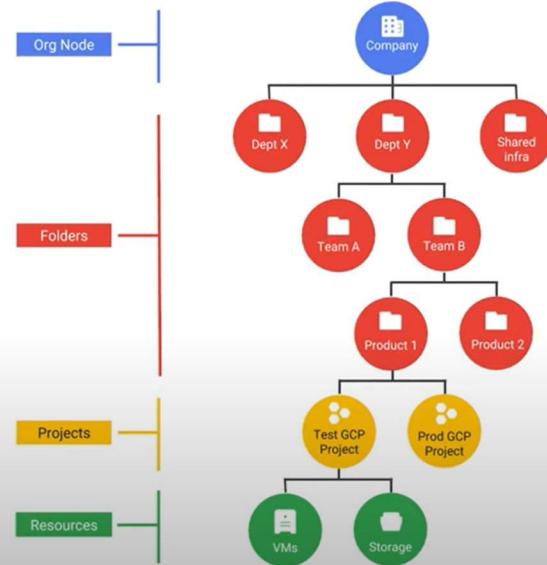 Org Node
Company
Dept X
Dept Y
Shared
infra
Folders
Team A
Team B
Product 1
Product 2
Projects
Test GCP
Project
Prod GCP
Project
Resources
VMs
Storage